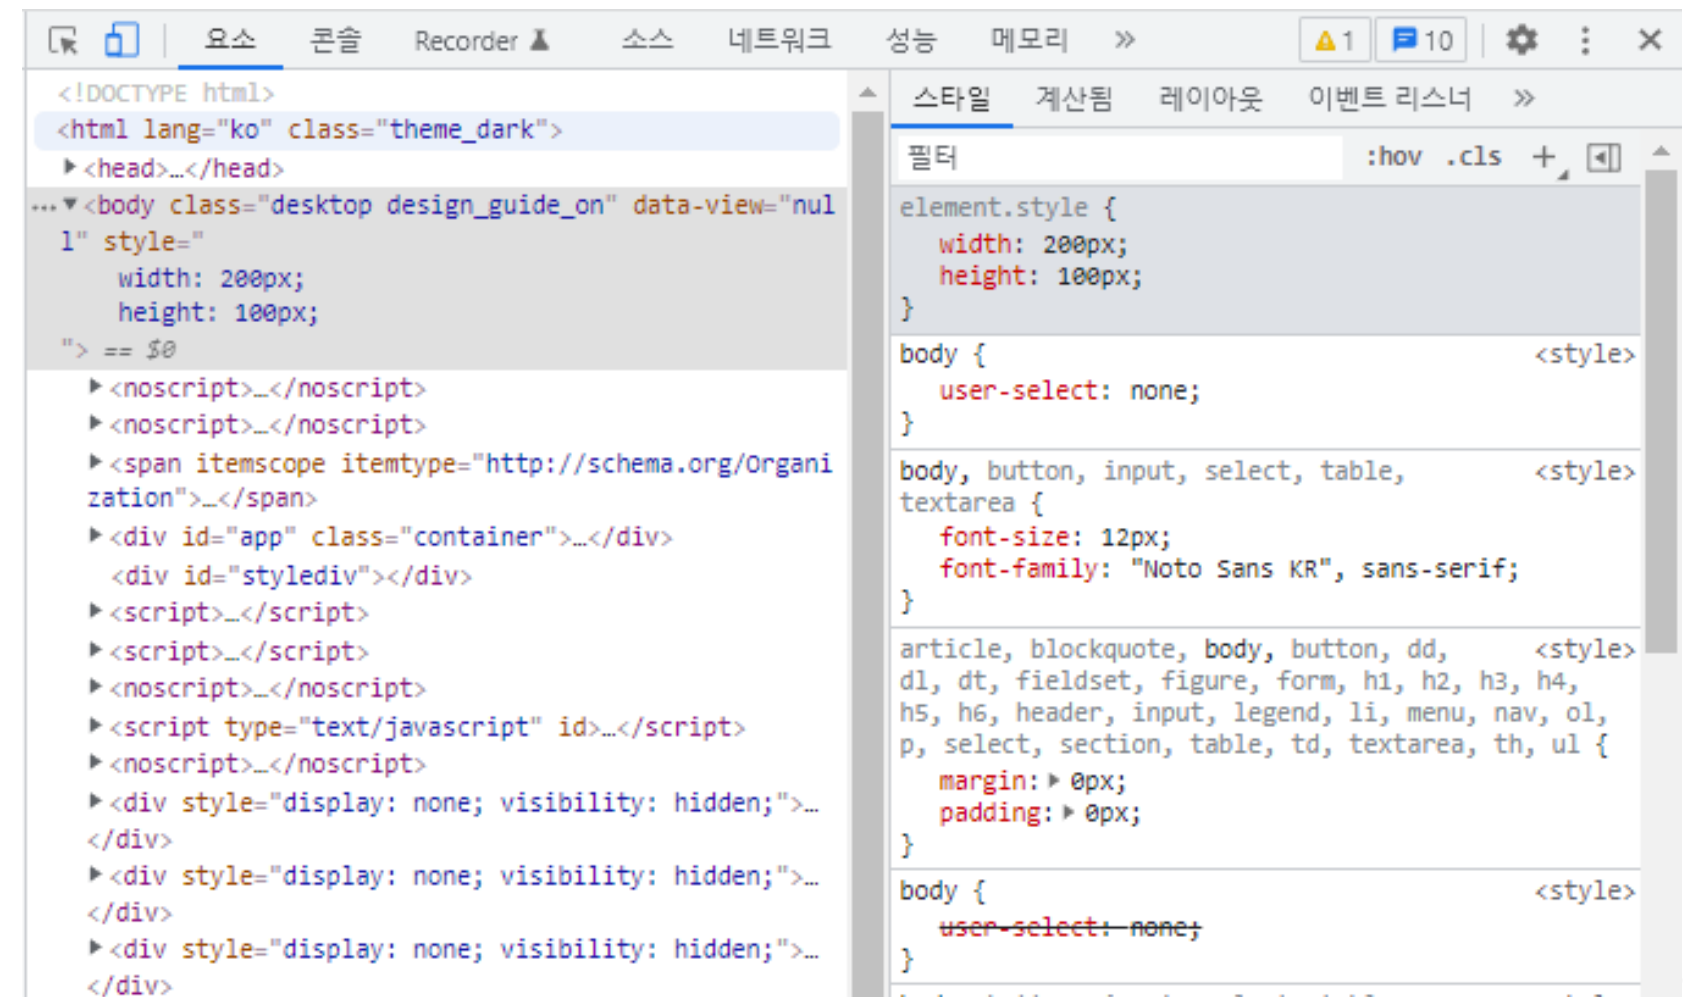 요소 콘솔 Recorder 소스 네트워크 성능 메모리 » 1 10
<!DOCTYPE html>
<html lang="ko" class="theme_dark">
<head>…</head>
<body class="desktop design_guide_on" data-view="nul
l" style="
width: 200px;
height: 100px;
"> == $0
<noscript>…</noscript>
<noscript>…</noscript>
<span itemscope itemtype="http://schema.org/Organi
zation">…</span>
<div id="app" class="container">…</div>
<div id="stylediv"></div>
<script>…</script>
<script>…</script>
<noscript>…</noscript>
<script type="text/javascript" id>…</script>
<noscript>…</noscript>
<div style="display: none; visibility: hidden;">…
</div>
<div style="display: none; visibility: hidden;">…
</div>
<div style="display: none; visibility: hidden;">…
</div>
스타일 계산됨 레이아웃 이벤트 리스너 »
필터 :hov .cls +
element.style {
width: 200px;
height: 100px;
}
body { <style>
user-select: none;
}
body, button, input, select, table, <style>
textarea {
font-size: 12px;
font-family: "Noto Sans KR", sans-serif;
}
article, blockquote, body, button, dd, <style>
dl, dt, fieldset, figure, form, h1, h2, h3, h4,
h5, h6, header, input, legend, li, menu, nav, ol,
p, select, section, table, td, textarea, th, ul {
margin: 0px;
padding: 0px;
}
body { <style>
user-select: none;
}